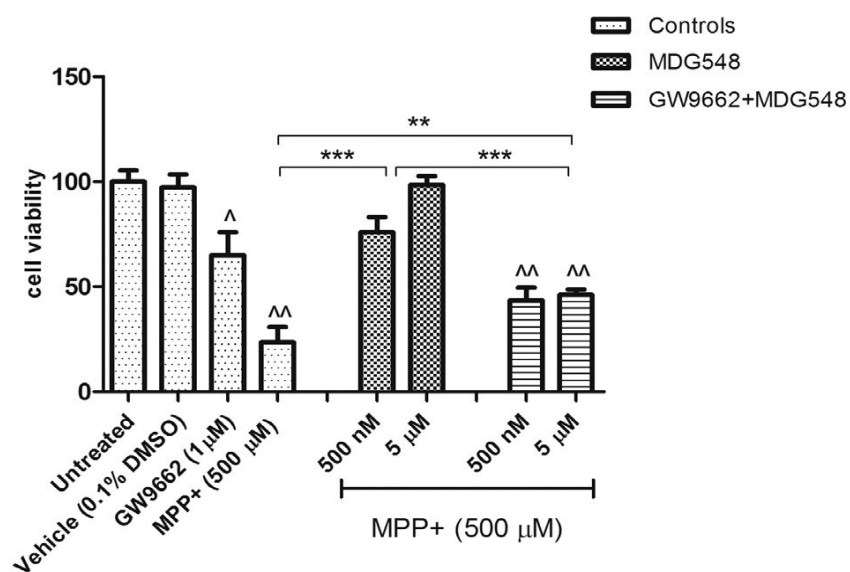 Controls
MDG548
GW9662+MDG548
cell viability
150
100
50
0
**
***
***
^
^^
^^
^^
Untreated
Vehicle (0.1% DMSO)
GW9662 (1 μM)
MPP+ (500 μM)
500 nM
5 μM
500 nM
5 μM
MPP+ (500 μM)